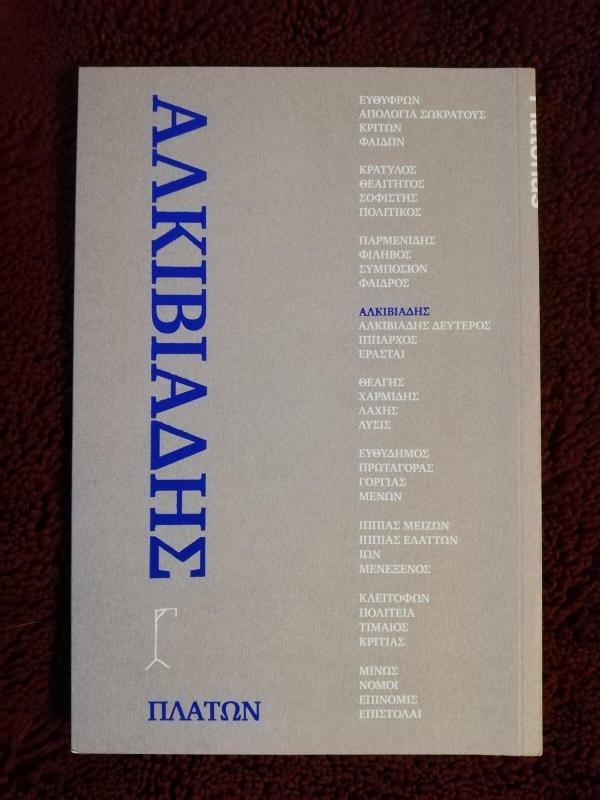 ΑΛΚΙΒΙΑΔΗΣ
ΠΛΑΤΩΝ
ΕΥΘΥΦΡΩΝ
ΑΠΟΛΟΓΙΑ ΣΩΚΡΑΤΟΥΣ
ΚΡΙΤΩΝ
ΦΑΙΔΩΝ
ΚΡΑΤΥΛΟΣ
ΘΕΑΙΤΗΤΟΣ
ΣΟΦΙΣΤΗΣ
ΠΟΛΙΤΙΚΟΣ
ΠΑΡΜΕΝΙΔΗΣ
ΦΙΛΗΒΟΣ
ΣΥΜΠΟΣΙΟΝ
ΦΑΙΔΡΟΣ
ΑΛΚΙΒΙΑΔΗΣ
ΑΛΚΙΒΙΑΔΗΣ ΔΕΥΤΕΡΟΣ
ΙΠΠΑΡΧΟΣ
ΕΡΑΣΤΑΙ
ΘΕΑΓΗΣ
ΧΑΡΜΙΔΗΣ
ΛΑΧΗΣ
ΛΥΣΙΣ
ΕΥΘΥΔΗΜΟΣ
ΠΡΩΤΑΓΟΡΑΣ
ΓΟΡΓΙΑΣ
ΜΕΝΩΝ
ΙΠΠΙΑΣ ΜΕΙΖΩΝ
ΙΠΠΙΑΣ ΕΛΑΤΤΩΝ
ΙΩΝ
ΜΕΝΕΞΕΝΟΣ
ΚΛΕΙΤΟΦΩΝ
ΠΟΛΙΤΕΙΑ
ΤΙΜΑΙΟΣ
ΚΡΙΤΙΑΣ
ΜΙΝΩΣ
ΝΟΜΟΙ
ΕΠΙΝΟΜΙΣ
ΕΠΙΣΤΟΛΑΙ